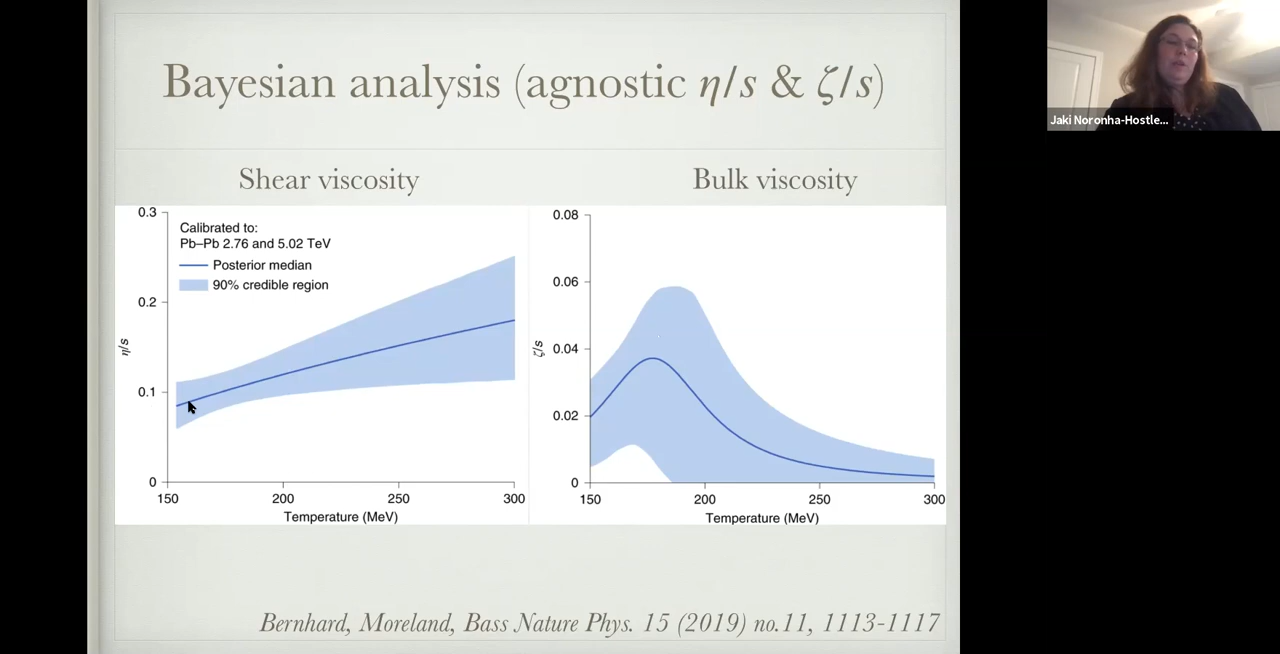 Bayesian analysis (agnostic η/s & ζ/s)
Shear viscosity
Bulk viscosity
0.3
0.2
0.1
0
η/s
Calibrated to:
Pb–Pb 2.76 and 5.02 TeV
Posterior median
90% credible region
150
200
250
300
Temperature (MeV)
0.08
0.06
0.04
0.02
0
ζ/s
150
200
250
300
Temperature (MeV)
Bernhard, Moreland, Bass Nature Phys. 15 (2019) no.11, 1113-1117
Jaki Noronha-Hostle...